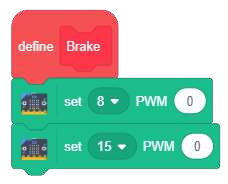 define Brake
set 8 PWM 0
set 15 PWM 0